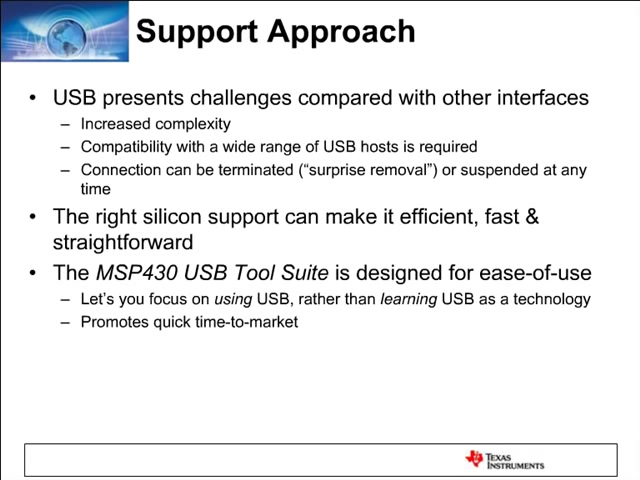 Support Approach
• USB presents challenges compared with other interfaces
– Increased complexity
– Compatibility with a wide range of USB hosts is required
– Connection can be terminated (“surprise removal”) or suspended at any
time
• The right silicon support can make it efficient, fast &
straightforward
• The MSP430 USB Tool Suite is designed for ease-of-use
– Let’s you focus on using USB, rather than learning USB as a technology
– Promotes quick time-to-market
TEXAS
INSTRUMENTS